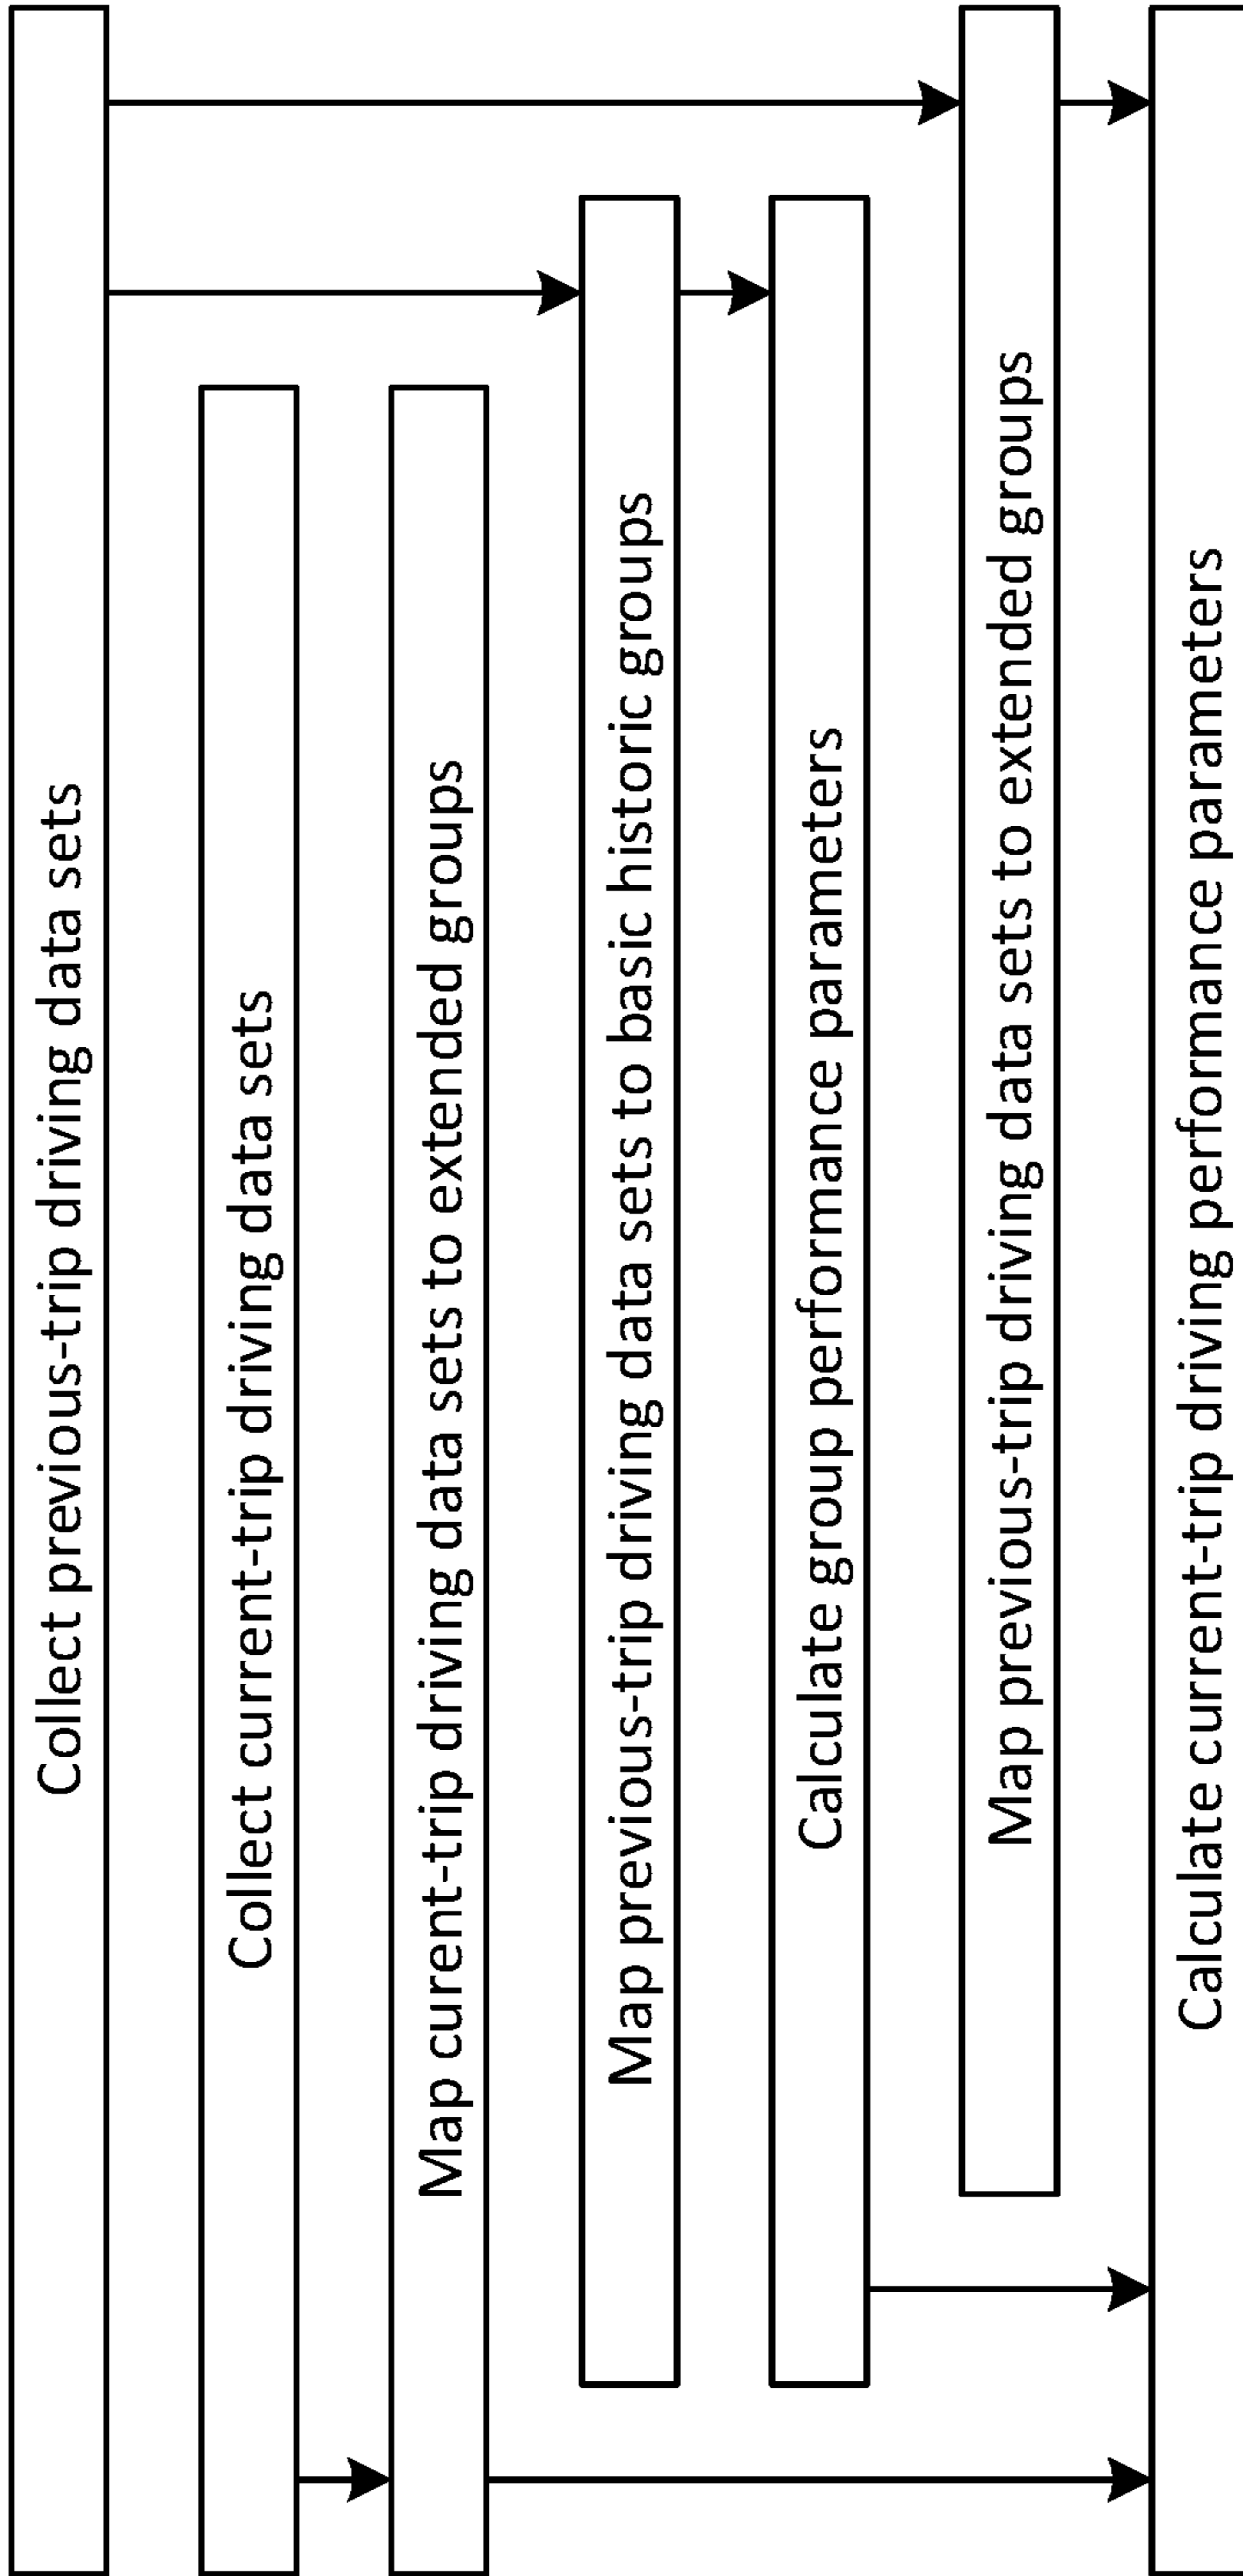 Collect previous-trip driving data sets
Collect current-trip driving data sets
Map curent-trip driving data sets to extended groups
Map previous-trip driving data sets to basic historic groups
Calculate group performance parameters
Map previous-trip driving data sets to extended groups
Calculate current-trip driving performance parameters